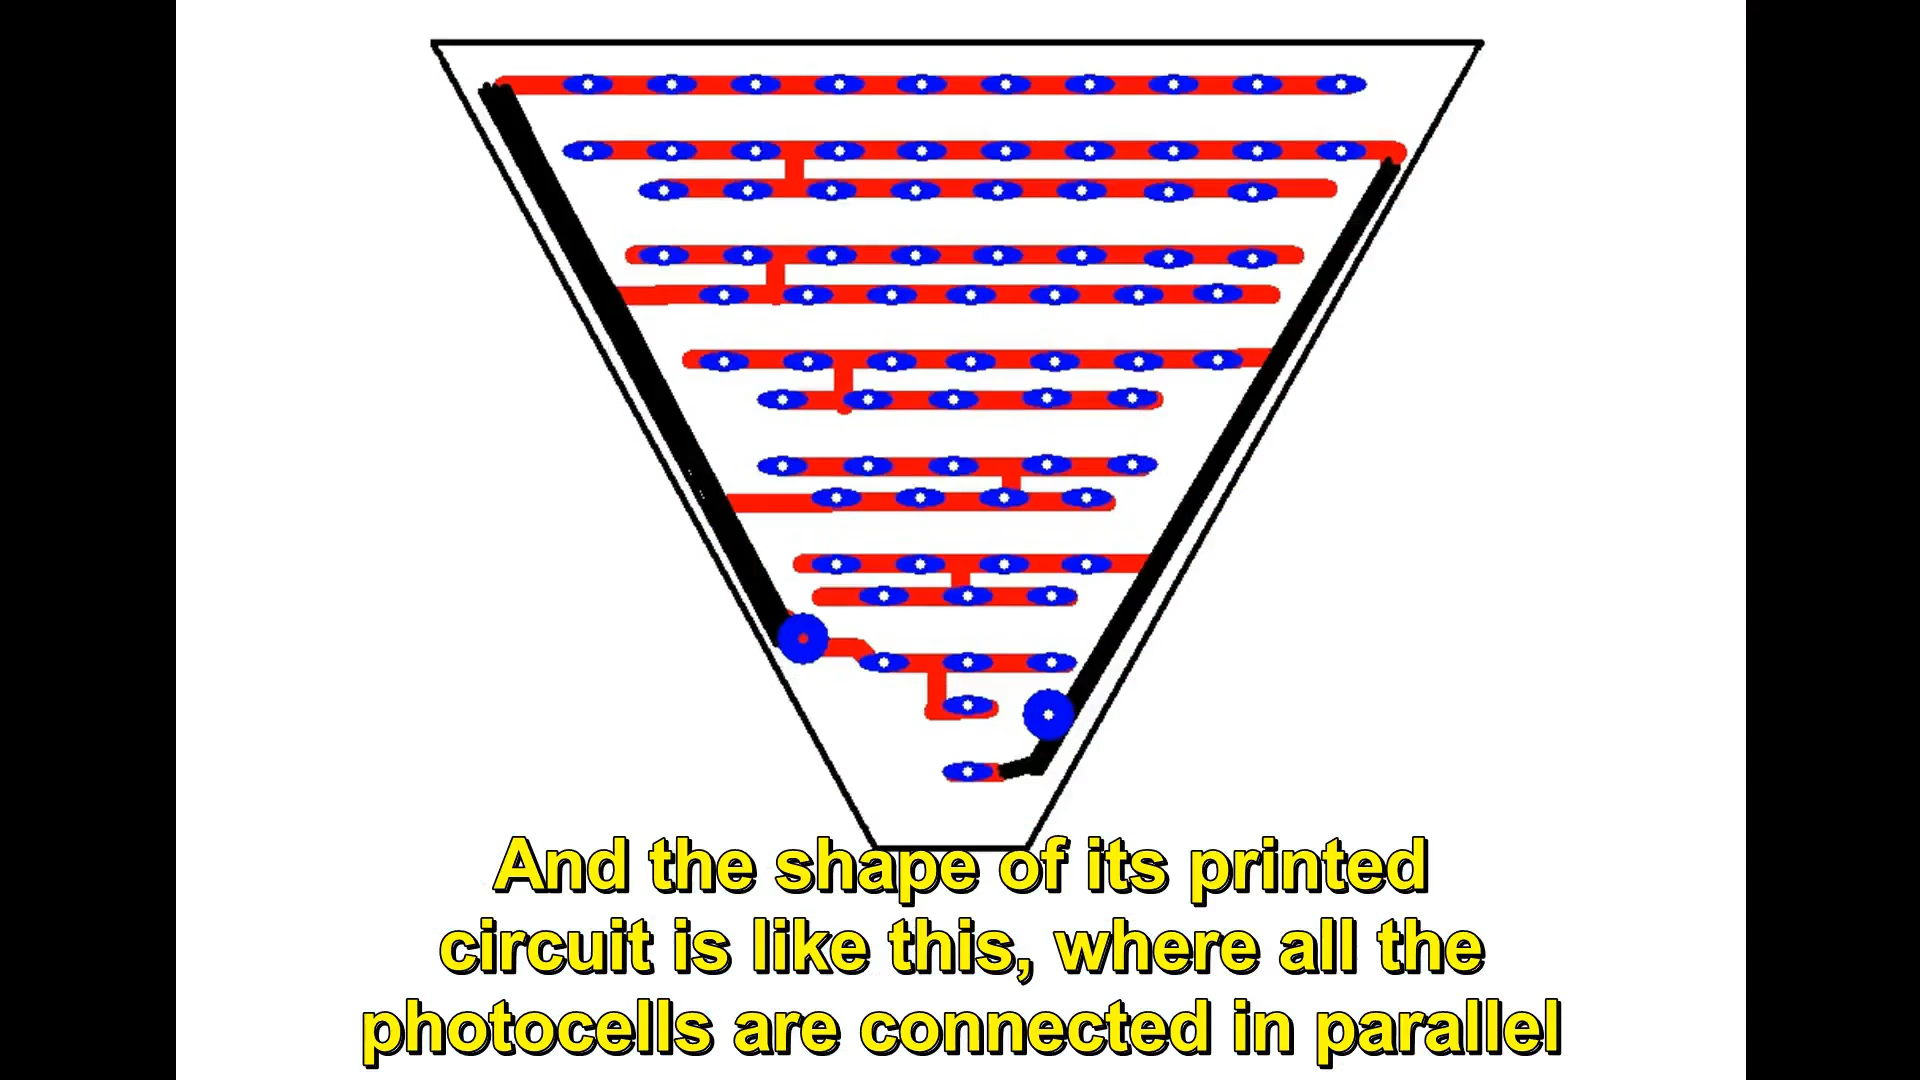 And the shape of its printed
circuit is like this, where all the
photocells are connected in parallel